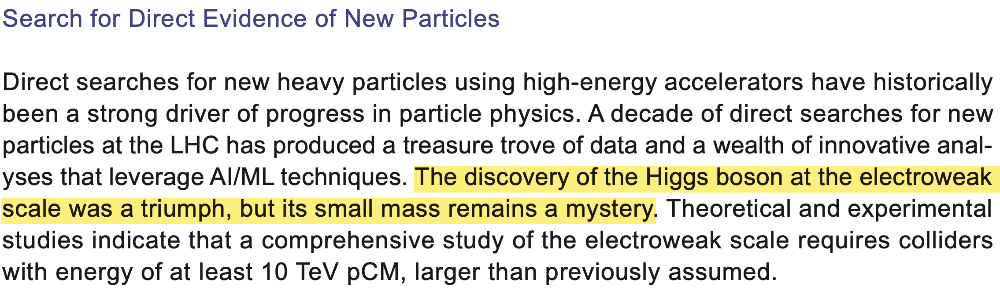 Search for Direct Evidence of New Particles
Direct searches for new heavy particles using high-energy accelerators have historically
been a strong driver of progress in particle physics. A decade of direct searches for new
particles at the LHC has produced a treasure trove of data and a wealth of innovative anal-
yses that leverage AI/ML techniques. The discovery of the Higgs boson at the electroweak
scale was a triumph, but its small mass remains a mystery. Theoretical and experimental
studies indicate that a comprehensive study of the electroweak scale requires colliders
with energy of at least 10 TeV pCM, larger than previously assumed.